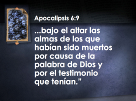 Apocalipsis 6:9
...bajo el altar las
almas de los que
habían sido muertos
por causa de la
palabra de Dios y
por el testimonio
que tenían."